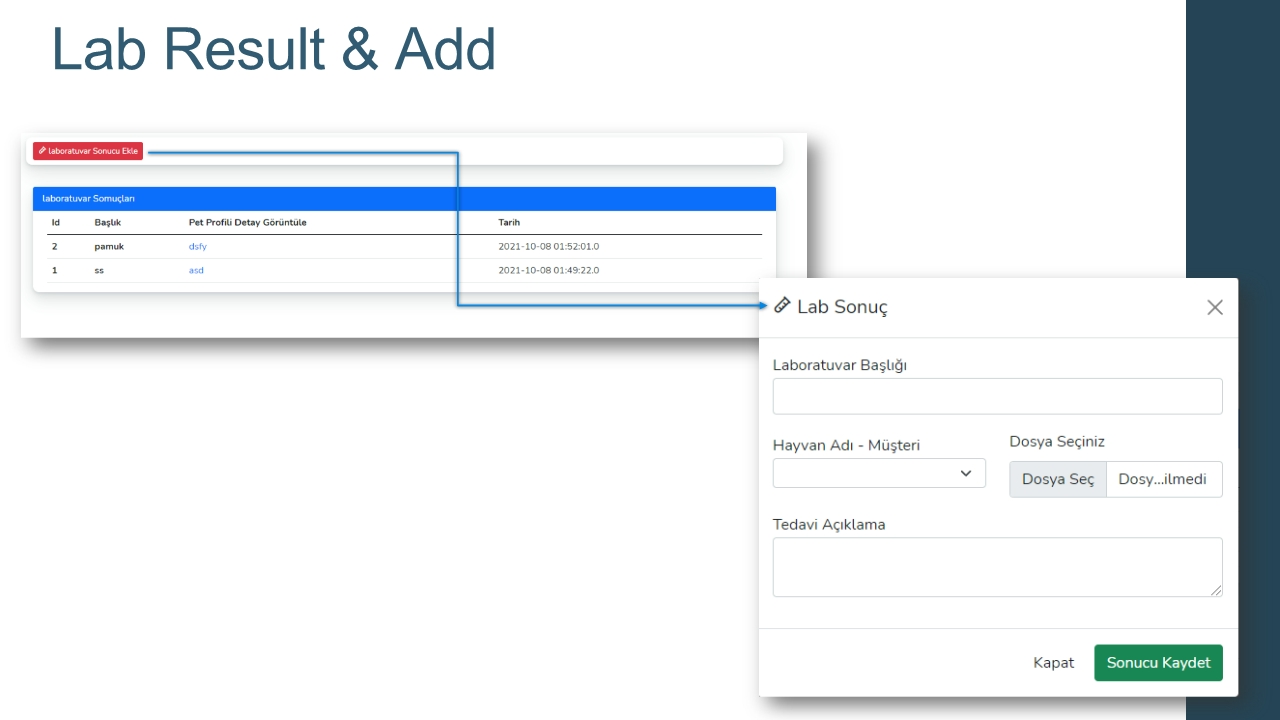 Lab Result & Add
laboratuvar Sonucu Ekle
laboratuvar Somuçları
Id Başlık Pet Profili Detay Görüntüle Tarih
2 pamuk dsfy 2021-10-08 01:52:01.0
1 ss asd 2021-10-08 01:49:22.0
Lab Sonuç
Laboratuvar Başlığı
Hayvan Adı - Müşteri
Dosya Seçiniz
Dosya Seç Dosy...ilmedi
Tedavi Açıklama
Kapat Sonucu Kaydet